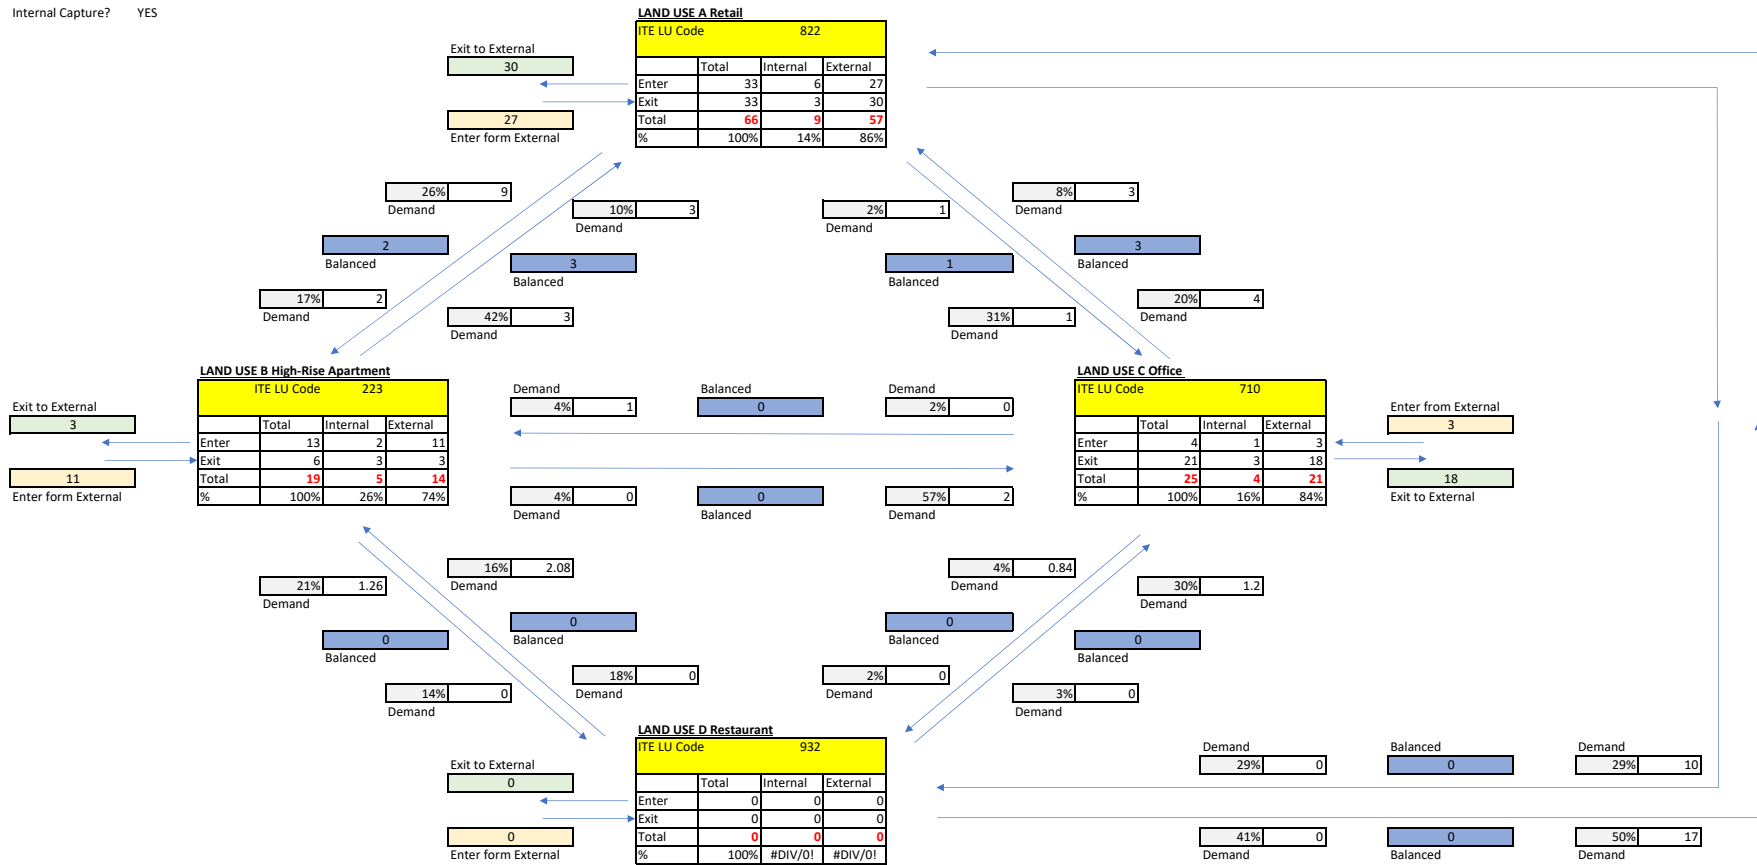 Internal Capture? YES
LAND USE A Retail
ITE LU Code 822
Exit to External
30
Total Internal External
Enter 33 6 27
Exit 33 3 30
Total 66 9 57
% 100% 14% 86%
27
Enter form External
26% 9
Demand
10% 3
Demand
2% 1
Demand
8% 3
Demand
2
Balanced
3
Balanced
1
Balanced
3
Balanced
17% 2
Demand
42% 3
Demand
31% 1
Demand
20% 4
Demand
LAND USE B High-Rise Apartment
ITE LU Code 223
Exit to External
3
Total Internal External
Enter 13 2 11
Exit 6 3 3
Total 19 5 14
% 100% 26% 74%
11
Enter form External
Demand Balanced Demand
4% 1 0 2% 0
4% 0 0 57% 2
Demand Balanced Demand
LAND USE C Office
ITE LU Code 710
Total Internal External
Enter 4 1 3
Exit 21 3 18
Total 25 4 21
% 100% 16% 84%
Enter from External
3
18
Exit to External
21% 1.26
Demand
16% 2.08
Demand
4% 0.84
Demand
30% 1.2
Demand
0
Balanced
0
Balanced
0
Balanced
0
Balanced
14% 0
Demand
18% 0
Demand
2% 0
Demand
3% 0
Demand
LAND USE D Restaurant
ITE LU Code 932
Exit to External
0
Total Internal External
Enter 0 0 0
Exit 0 0 0
Total 0 0 0
% 100% #DIV/0! #DIV/0!
0
Enter form External
Demand Balanced Demand
29% 0 0 29% 10
41% 0 0 50% 17
Demand Balanced Demand